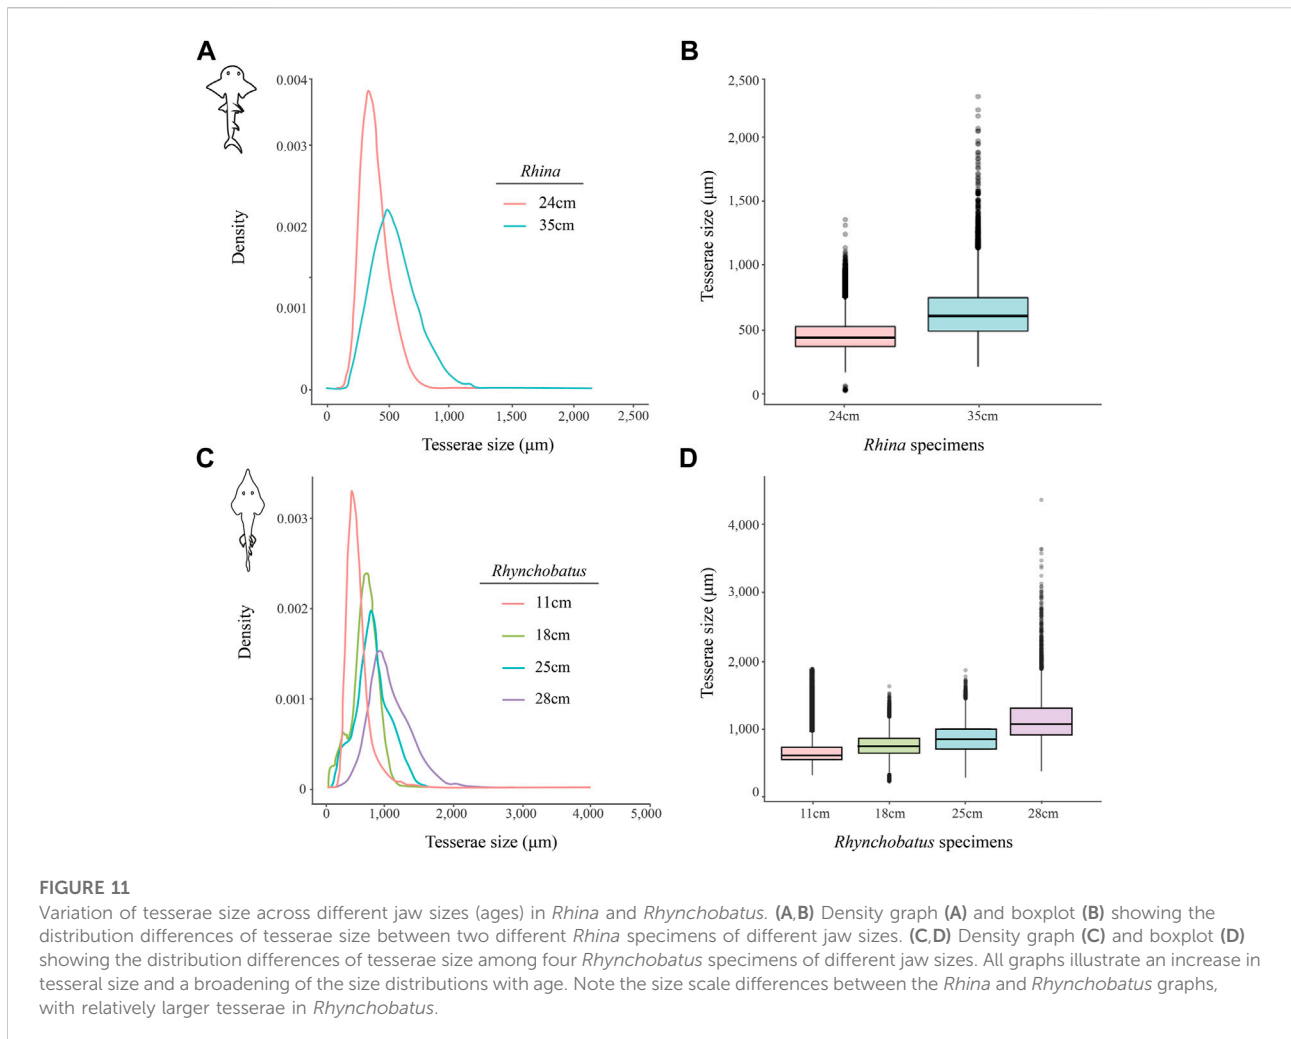 A
0.004
0.003
0.002
0.001
0
Density
Rhina
24cm
35cm
0
500
1,000
1,500
2,000
2,500
Tesserae size (µm)
B
2,500
2,000
1,500
1,000
500
0
Tesserae size (µm)
24cm
35cm
Rhina specimens
C
0.003
0.002
0.001
0
Density
Rhynchobatus
11cm
18cm
25cm
28cm
0
1,000
2,000
3,000
4,000
5,000
Tesserae size (µm)
D
4,000
3,000
2,000
1,000
0
Tesserae size (µm)
11cm
18cm
25cm
28cm
Rhynchobatus specimens
FIGURE 11
Variation of tesserae size across different jaw sizes (ages) in Rhina and Rhynchobatus. (A,B) Density graph (A) and boxplot (B) showing the
distribution differences of tesserae size between two different Rhina specimens of different jaw sizes. (C,D) Density graph (C) and boxplot (D)
showing the distribution differences of tesserae size among four Rhynchobatus specimens of different jaw sizes. All graphs illustrate an increase in
tesseral size and a broadening of the size distributions with age. Note the size scale differences between the Rhina and Rhynchobatus graphs,
with relatively larger tesserae in Rhynchobatus.